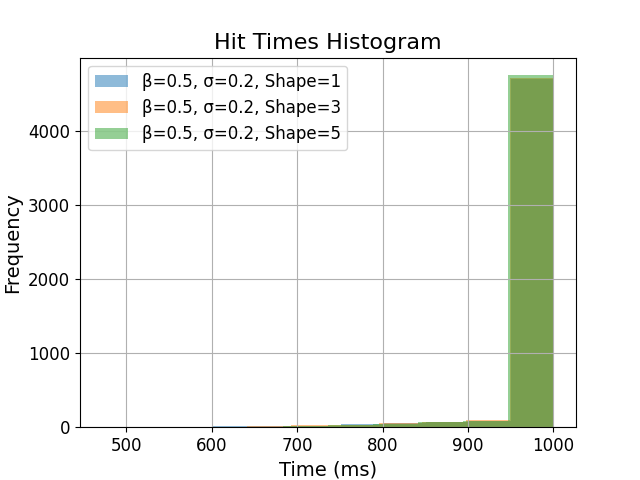 Hit Times Histogram
β=0.5, σ=0.2, Shape=1
β=0.5, σ=0.2, Shape=3
β=0.5, σ=0.2, Shape=5
Frequency
4000
3000
2000
1000
0
500 600 700 800 900 1000
Time (ms)